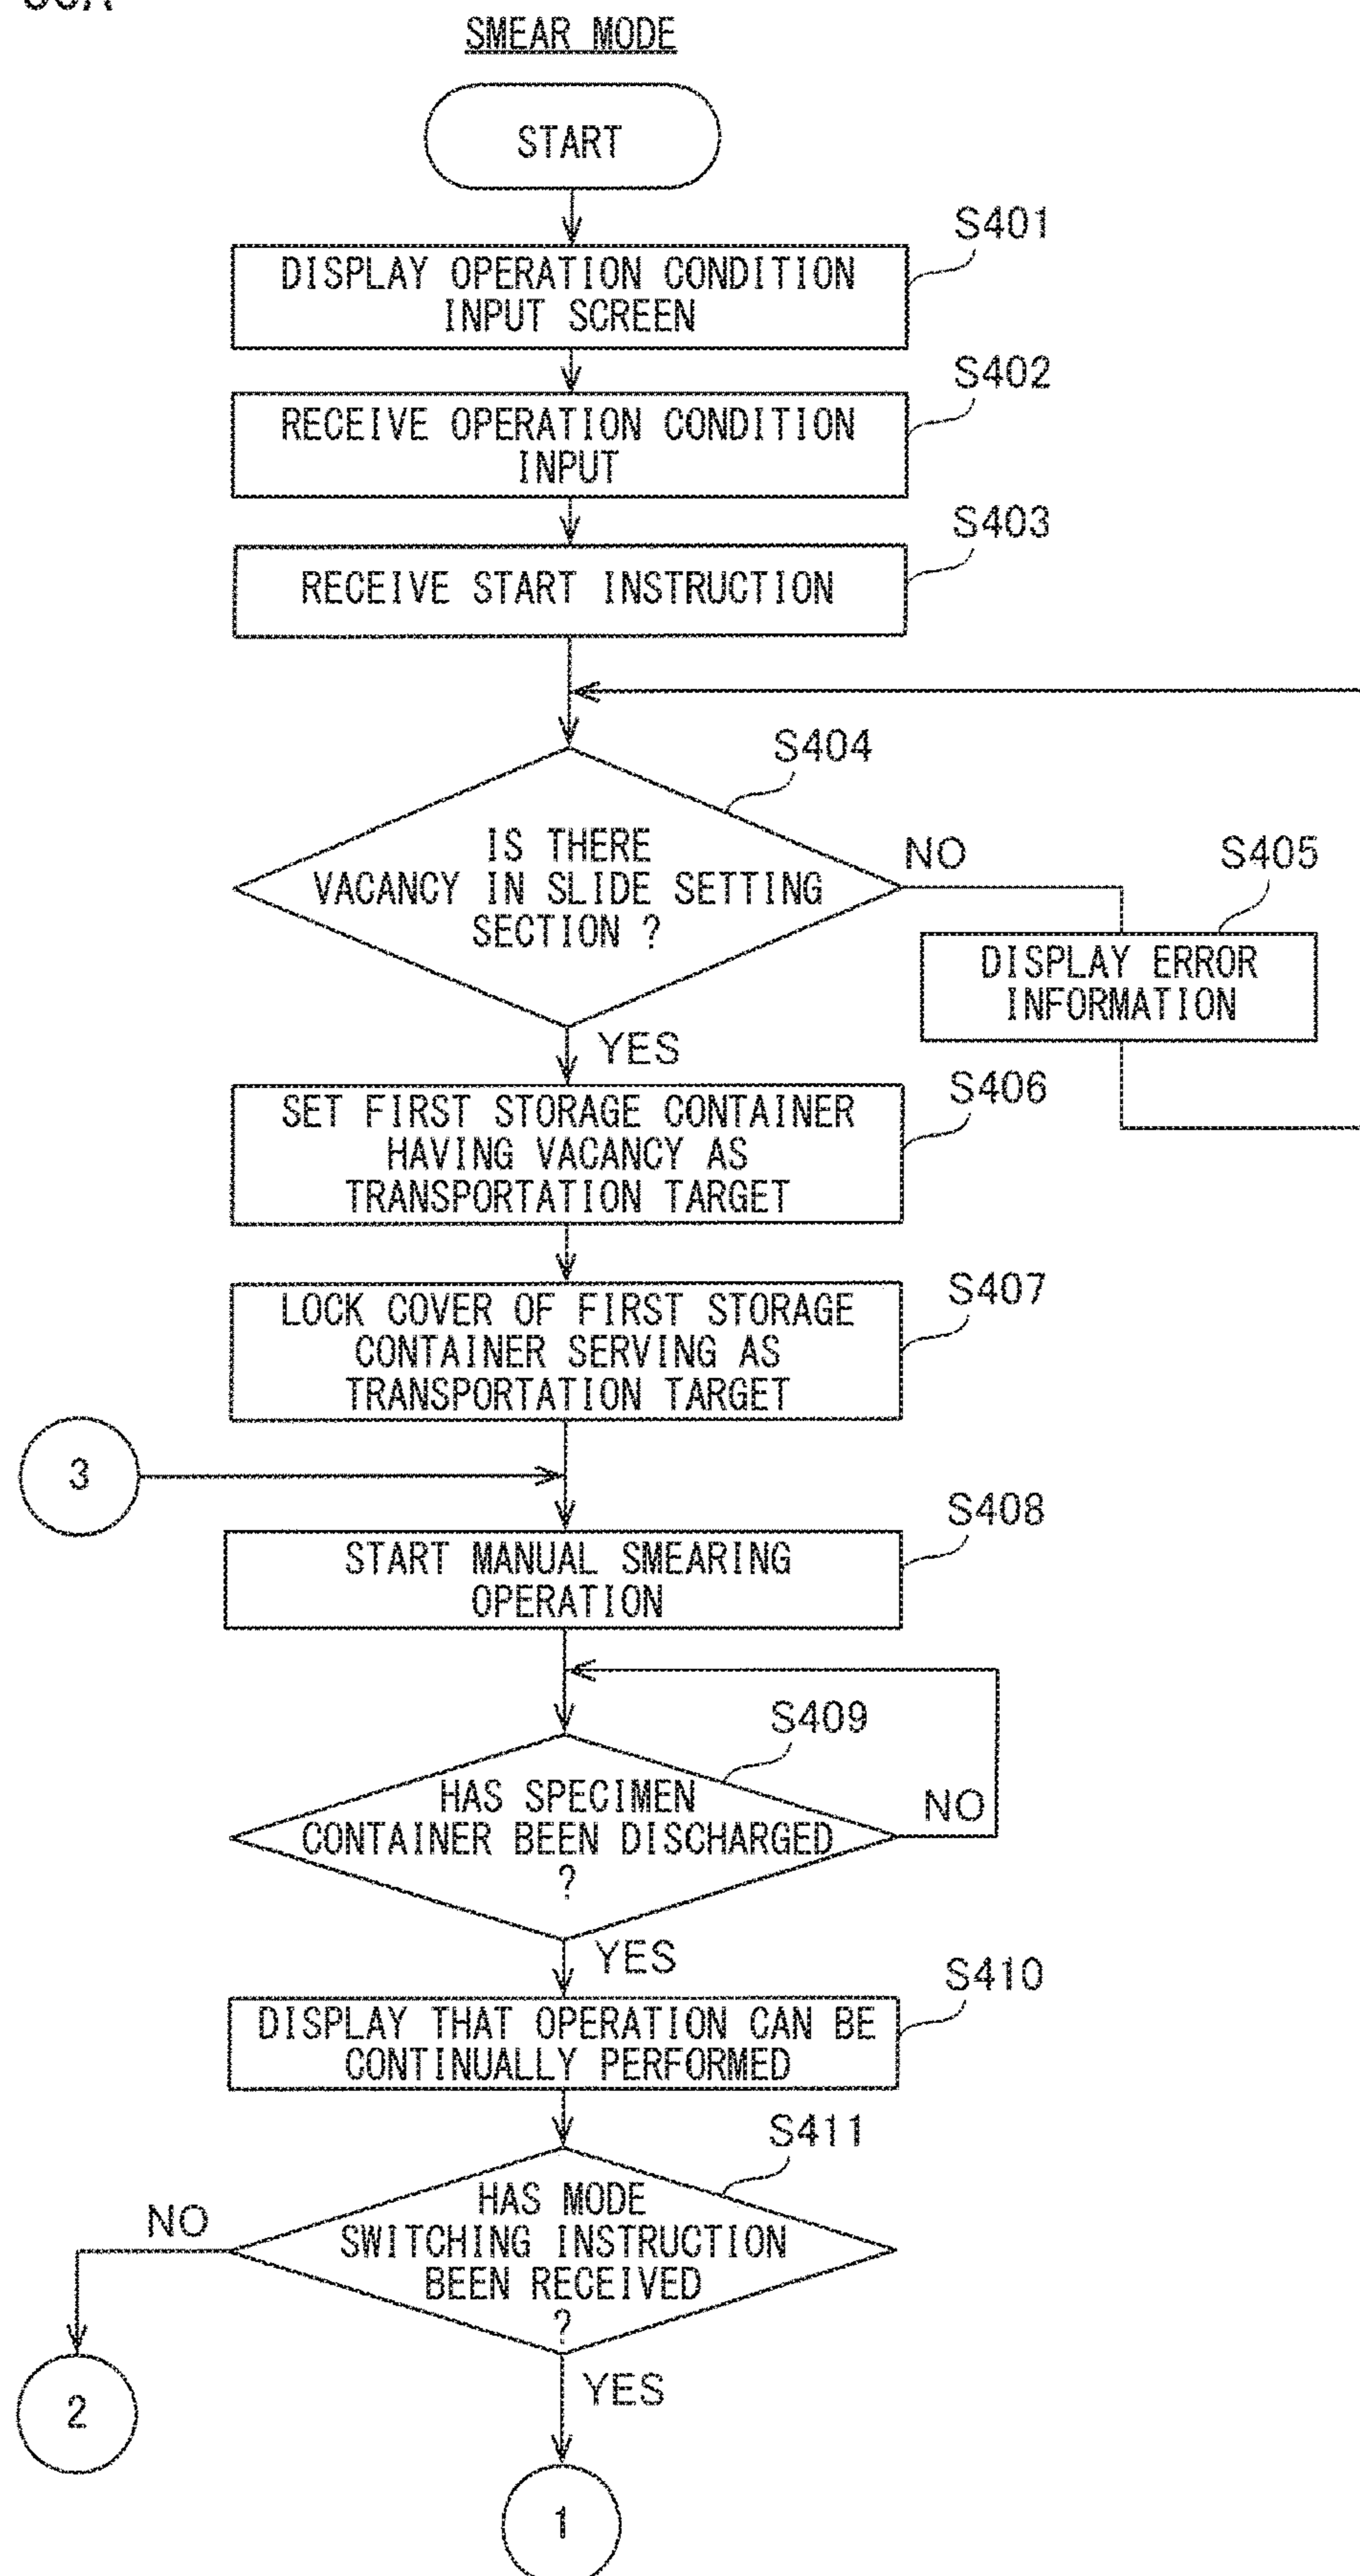 SMEAR MODE
START
S401
DISPLAY OPERATION CONDITION
INPUT SCREEN
S402
RECEIVE OPERATION CONDITION
INPUT
S403
RECEIVE START INSTRUCTION
S404
IS THERE
VACANCY IN SLIDE SETTING
SECTION ?
NO
S405
DISPLAY ERROR
INFORMATION
YES
S406
SET FIRST STORAGE CONTAINER
HAVING VACANCY AS
TRANSPORTATION TARGET
S407
LOCK COVER OF FIRST STORAGE
CONTAINER SERVING AS
TRANSPORTATION TARGET
3
S408
START MANUAL SMEARING
OPERATION
S409
HAS SPECIMEN
CONTAINER BEEN DISCHARGED
?
NO
YES
S410
DISPLAY THAT OPERATION CAN BE
CONTINUALLY PERFORMED
S411
HAS MODE
SWITCHING INSTRUCTION
BEEN RECEIVED
?
NO
2
YES
1